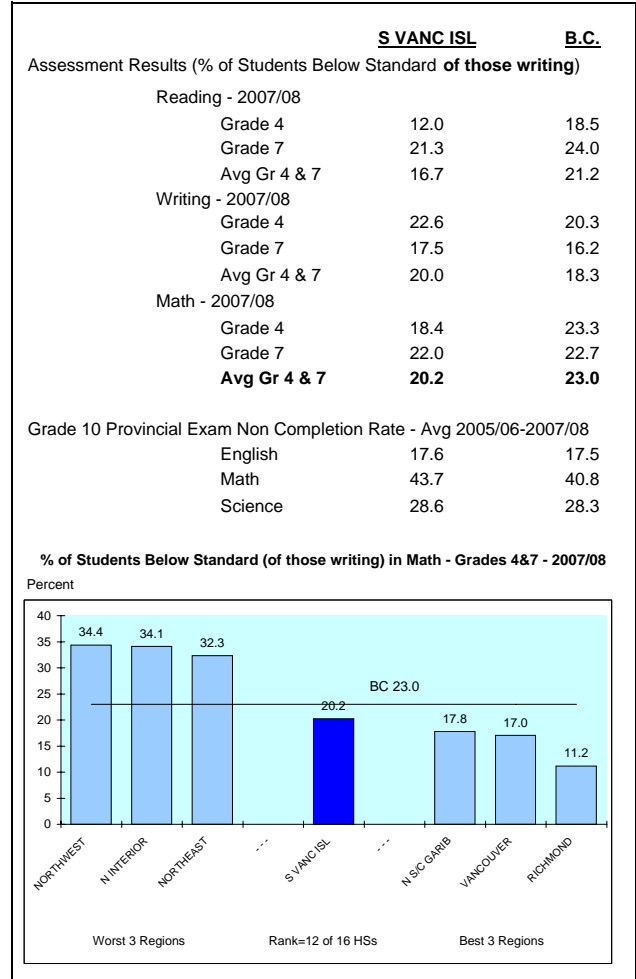 S VANC ISL B.C.
Assessment Results (% of Students Below Standard of those writing)
Reading - 2007/08
Grade 4 12.0 18.5
Grade 7 21.3 24.0
Avg Gr 4 & 7 16.7 21.2
Writing - 2007/08
Grade 4 22.6 20.3
Grade 7 17.5 16.2
Avg Gr 4 & 7 20.0 18.3
Math - 2007/08
Grade 4 18.4 23.3
Grade 7 22.0 22.7
Avg Gr 4 & 7 20.2 23.0
Grade 10 Provincial Exam Non Completion Rate - Avg 2005/06-2007/08
English 17.6 17.5
Math 43.7 40.8
Science 28.6 28.3
% of Students Below Standard (of those writing) in Math - Grades 4&7 - 2007/08
Percent
40
35
30
25
20
15
10
5
0
34.4 34.1 32.3 20.2 17.8 17.0 11.2
BC 23.0
NORTHWEST N INTERIOR NORTHEAST - - - S VANC ISL - - - N S/C GARIB VANCOUVER RICHMOND
Worst 3 Regions Rank=12 of 16 HSs Best 3 Regions